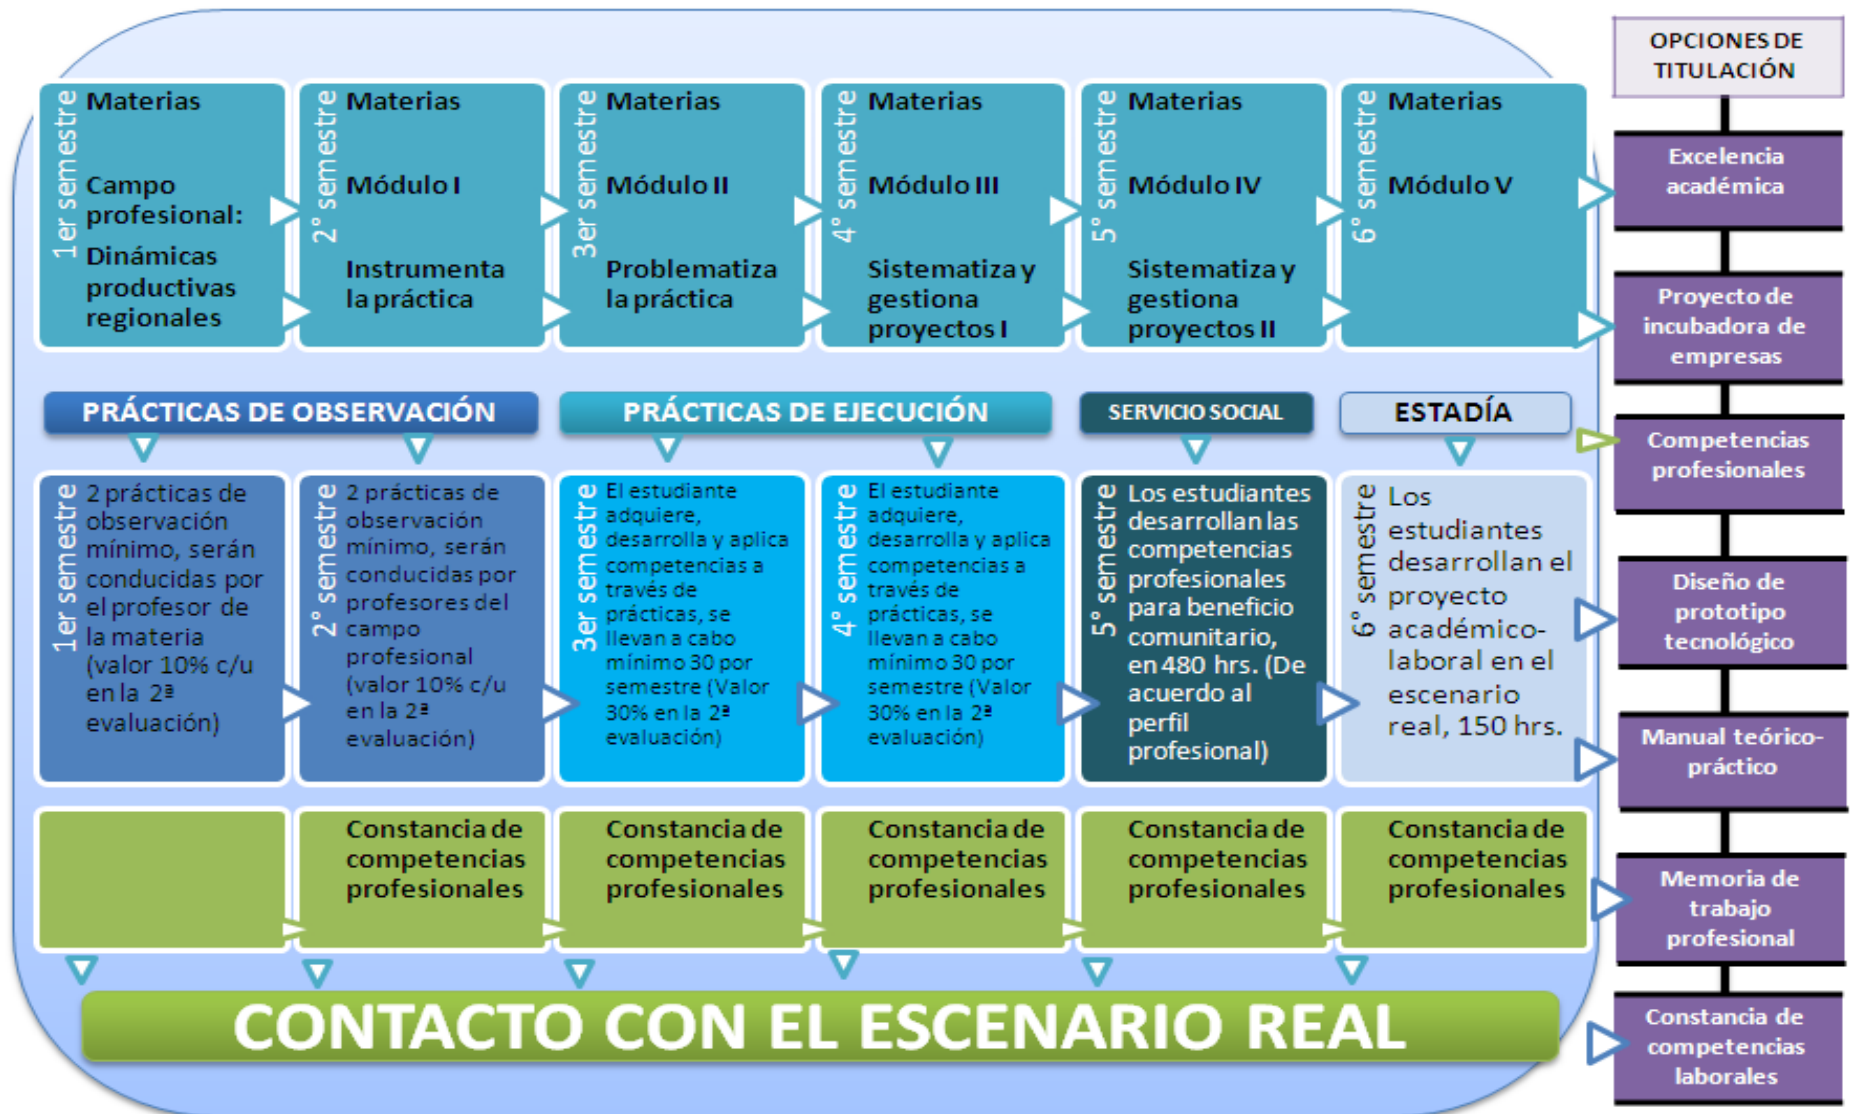 OPCIONES DE
TITULACIÓN
1er semestre
Materias
Campo
profesional:
Dinámicas
productivas
regionales
2° semestre
Materias
Módulo I
Instrumenta
la práctica
3er semestre
Materias
Módulo II
Problematiza
la práctica
4° semestre
Materias
Módulo III
Sistematiza y
gestiona
proyectos I
5° semestre
Materias
Módulo IV
Sistematiza y
gestiona
proyectos II
6° semestre
Materias
Módulo V
PRÁCTICAS DE OBSERVACIÓN
PRÁCTICAS DE EJECUCIÓN
SERVICIO SOCIAL
ESTADÍA
1er semestre
2 prácticas de
observación
mínimo, serán
conducidas por
el profesor de
la materia
(valor 10% c/u
en la 2ª
evaluación)
2° semestre
2 prácticas de
observación
mínimo, serán
conducidas por
profesores del
campo
profesional
(valor 10% c/u
en la 2ª
evaluación)
3er semestre
El estudiante
adquiere,
desarrolla y aplica
competencias a
través de
prácticas, se
llevan a cabo
mínimo 30 por
semestre (Valor
30% en la 2ª
evaluación)
4° semestre
El estudiante
adquiere,
desarrolla y aplica
competencias a
través de
prácticas, se
llevan a cabo
mínimo 30 por
semestre (Valor
30% en la 2ª
evaluación)
5° semestre
Los estudiantes
desarrollan las
competencias
profesionales
para beneficio
comunitario,
en 480 hrs. (De
acuerdo al
perfil
profesional)
6° semestre
Los
estudiantes
desarrollan el
proyecto
académico-
laboral en el
escenario
real, 150 hrs.
Constancia de
competencias
profesionales
Constancia de
competencias
profesionales
Constancia de
competencias
profesionales
Constancia de
competencias
profesionales
Constancia de
competencias
profesionales
CONTACTO CON EL ESCENARIO REAL
Excelencia
académica
Proyecto de
incubadora de
empresas
Competencias
profesionales
Diseño de
prototipo
tecnológico
Manual teórico-
práctico
Memoria de
trabajo
profesional
Constancia de
competencias
laborales